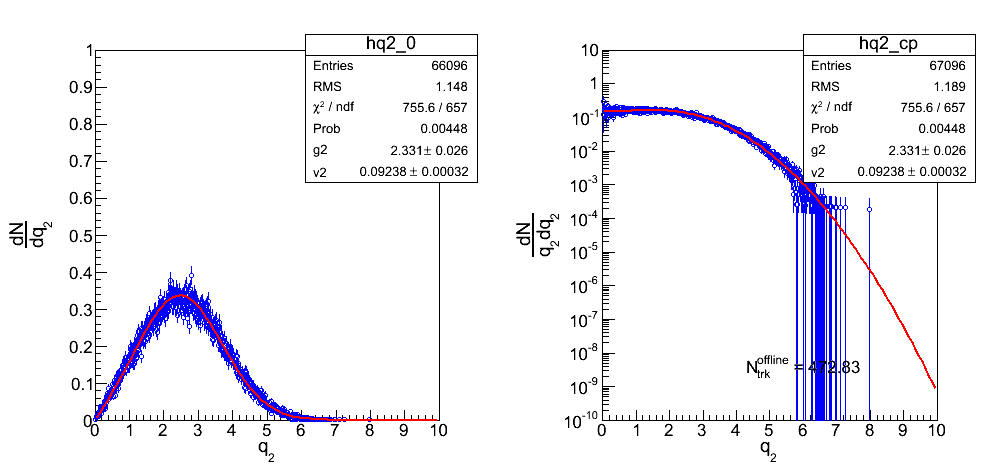 hq2_0
Entries 66096
RMS 1.148
χ² / ndf 755.6 / 657
Prob 0.00448
g2 2.331± 0.026
v2 0.09238 ± 0.00032
1
0.9
0.8
0.7
0.6
0.5
0.4
0.3
0.2
0.1
0
dN
dq₂
0 1 2 3 4 5 6 7 8 9 10
q₂
hq2_cp
Entries 67096
RMS 1.189
χ² / ndf 755.6 / 657
Prob 0.00448
g2 2.331± 0.026
v2 0.09238 ± 0.00032
10
1
10⁻¹
10⁻²
10⁻³
10⁻⁴
10⁻⁵
10⁻⁶
10⁻⁷
10⁻⁸
10⁻⁹
10⁻¹⁰
dN
q₂dq₂
N offline trk = 472.83
0 1 2 3 4 5 6 7 8 9 10
q₂